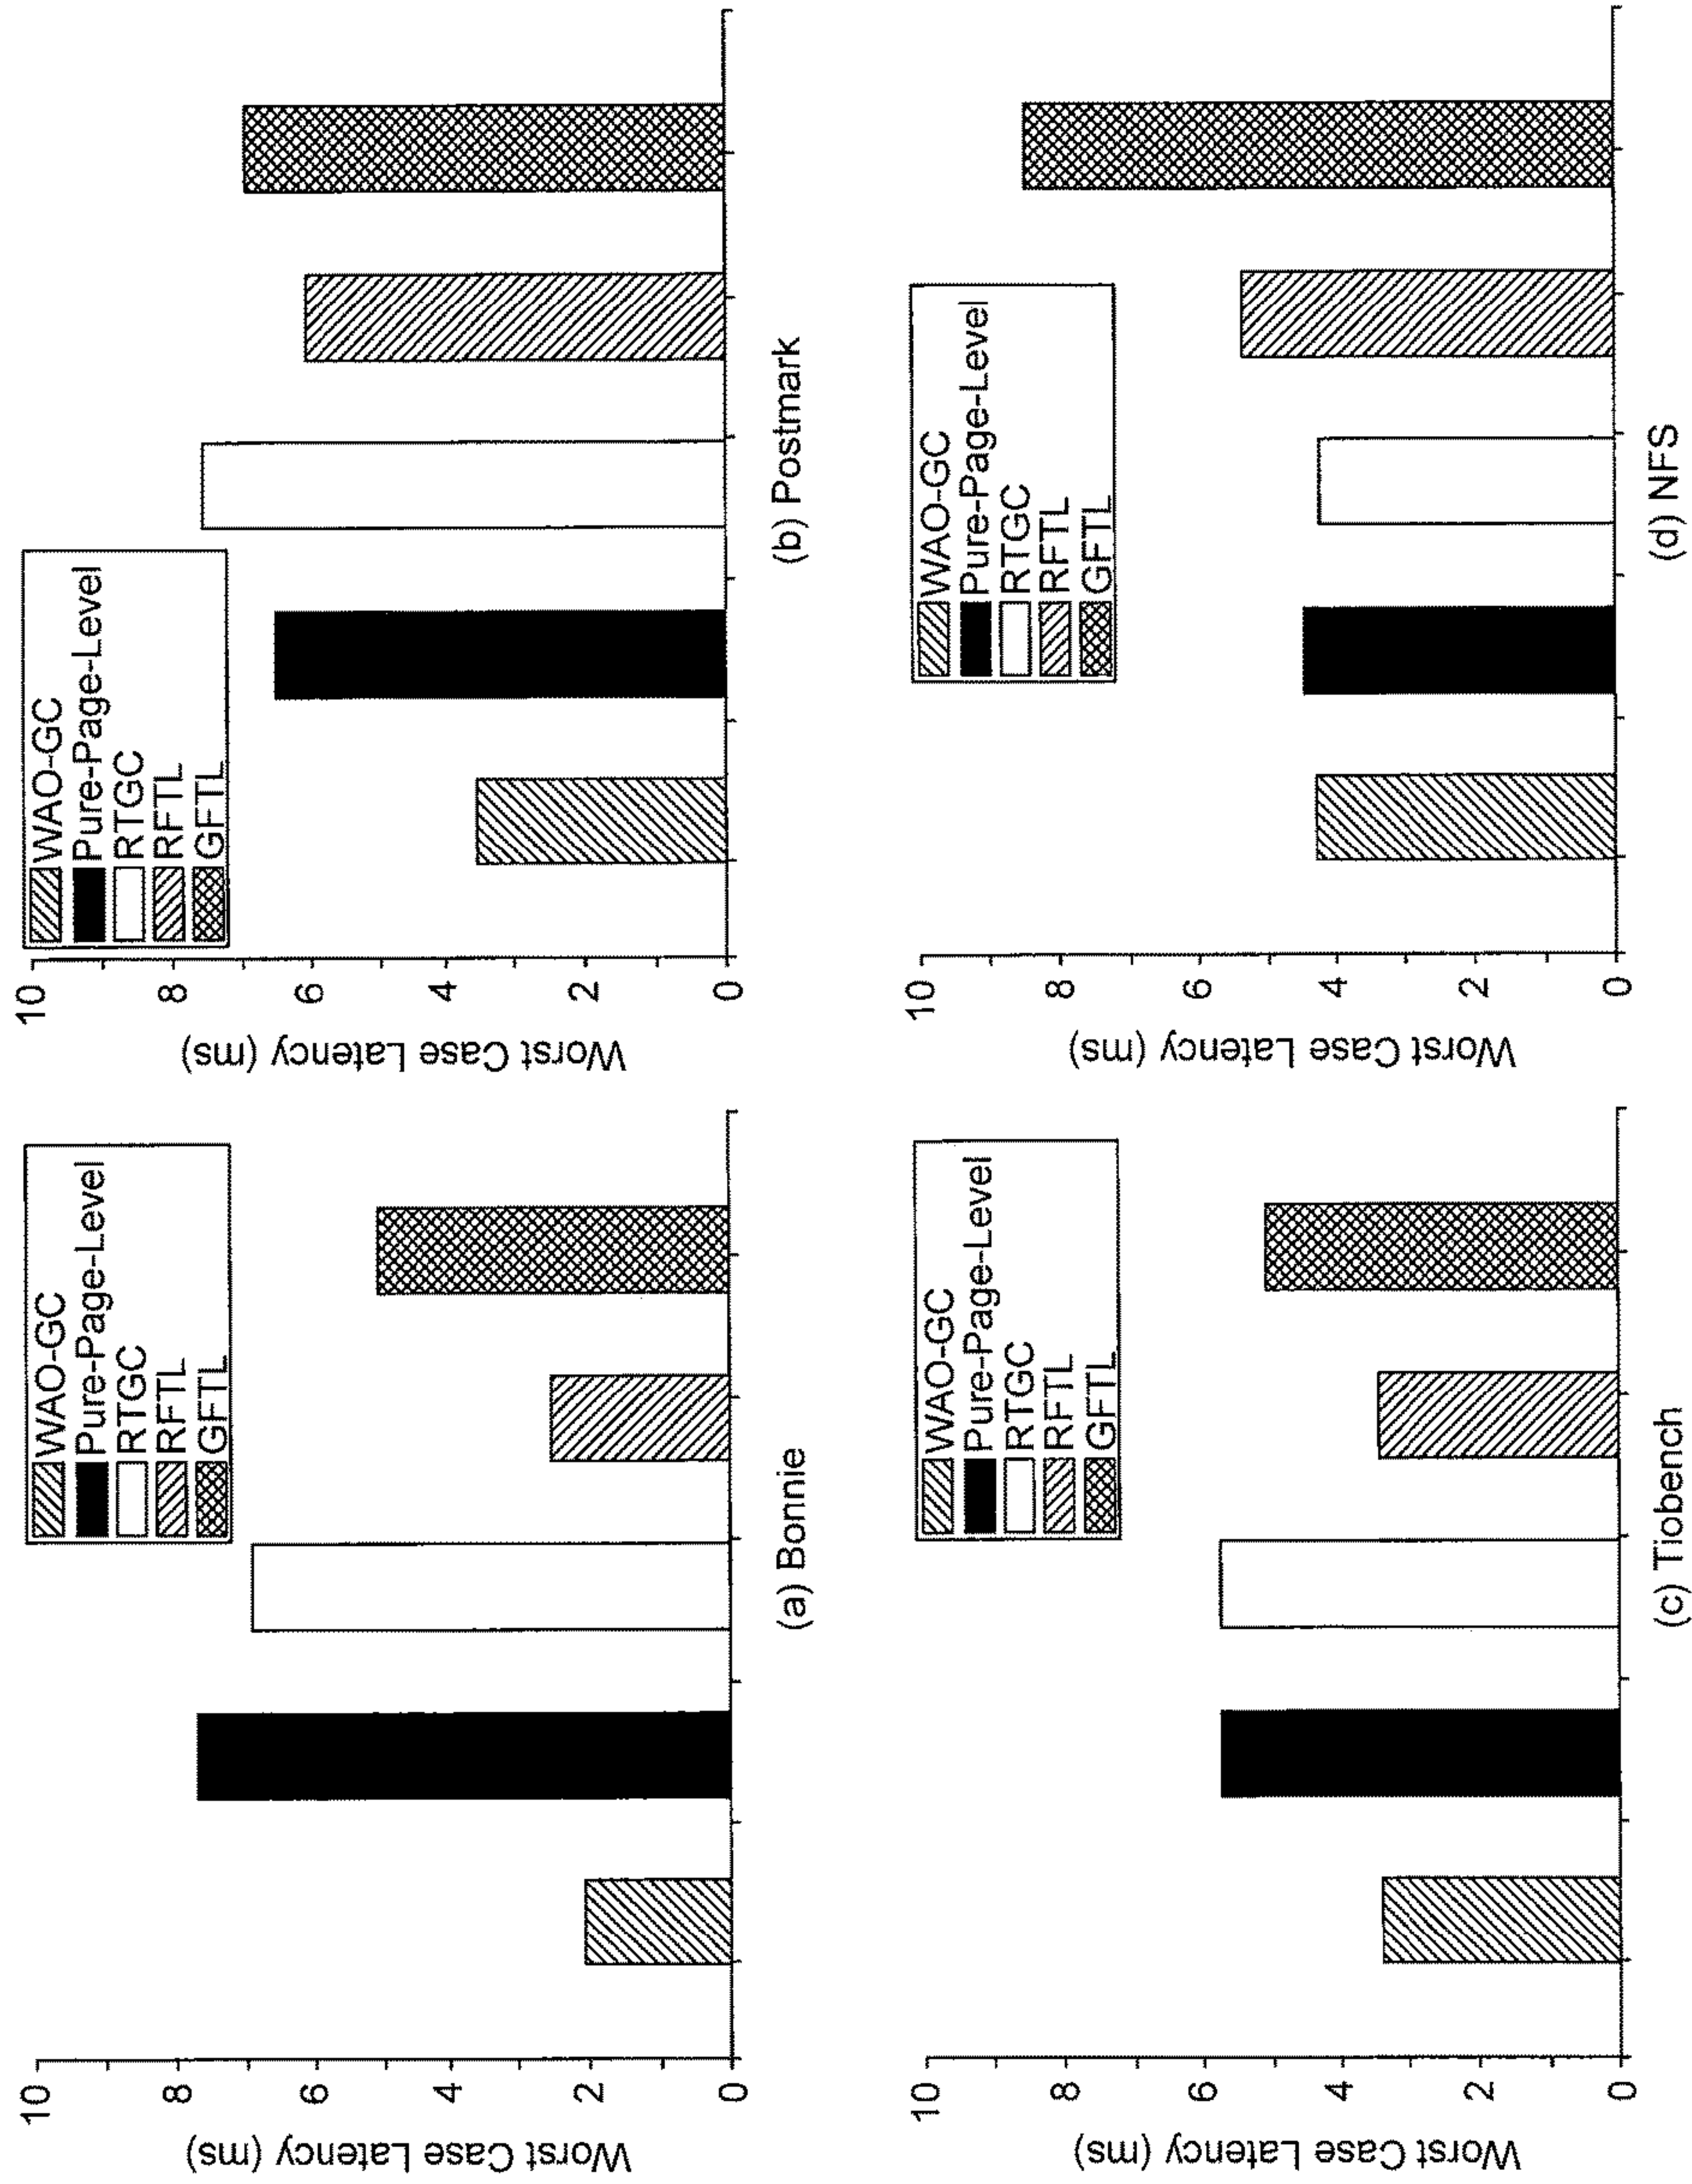 10
8
6
4
2
0
Worst Case Latency (ms)
WAO-GC
Pure-Page-Level
RTGC
RFTL
GFTL
(a) Bonnie
10
8
6
4
2
0
Worst Case Latency (ms)
WAO-GC
Pure-Page-Level
RTGC
RFTL
GFTL
(b) Postmark
10
8
6
4
2
0
Worst Case Latency (ms)
WAO-GC
Pure-Page-Level
RTGC
RFTL
GFTL
(c) Tiobench
10
8
6
4
2
0
Worst Case Latency (ms)
WAO-GC
Pure-Page-Level
RTGC
RFTL
GFTL
(d) NFS